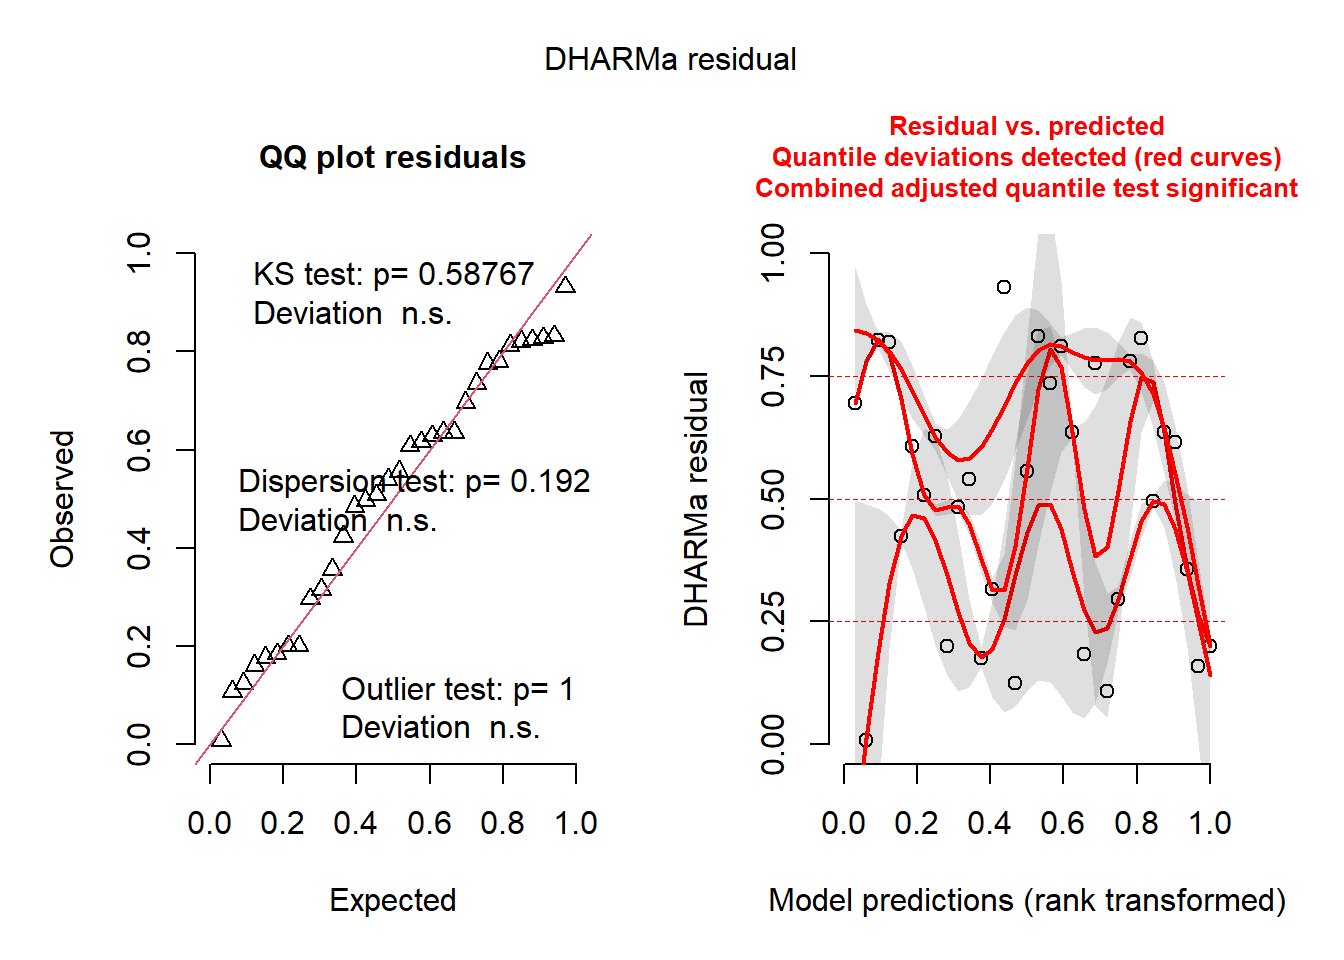 DHARMa residual
QQ plot residuals
KS test: p= 0.58767
Deviation  n.s.
Dispersion test: p= 0.192
Deviation  n.s.
Outlier test: p= 1
Deviation  n.s.
Observed
0.0 0.2 0.4 0.6 0.8 1.0
0.0 0.2 0.4 0.6 0.8 1.0
Expected
Residual vs. predicted
Quantile deviations detected (red curves)
Combined adjusted quantile test significant
DHARMa residual
0.00 0.25 0.50 0.75 1.00
0.0 0.2 0.4 0.6 0.8 1.0
Model predictions (rank transformed)